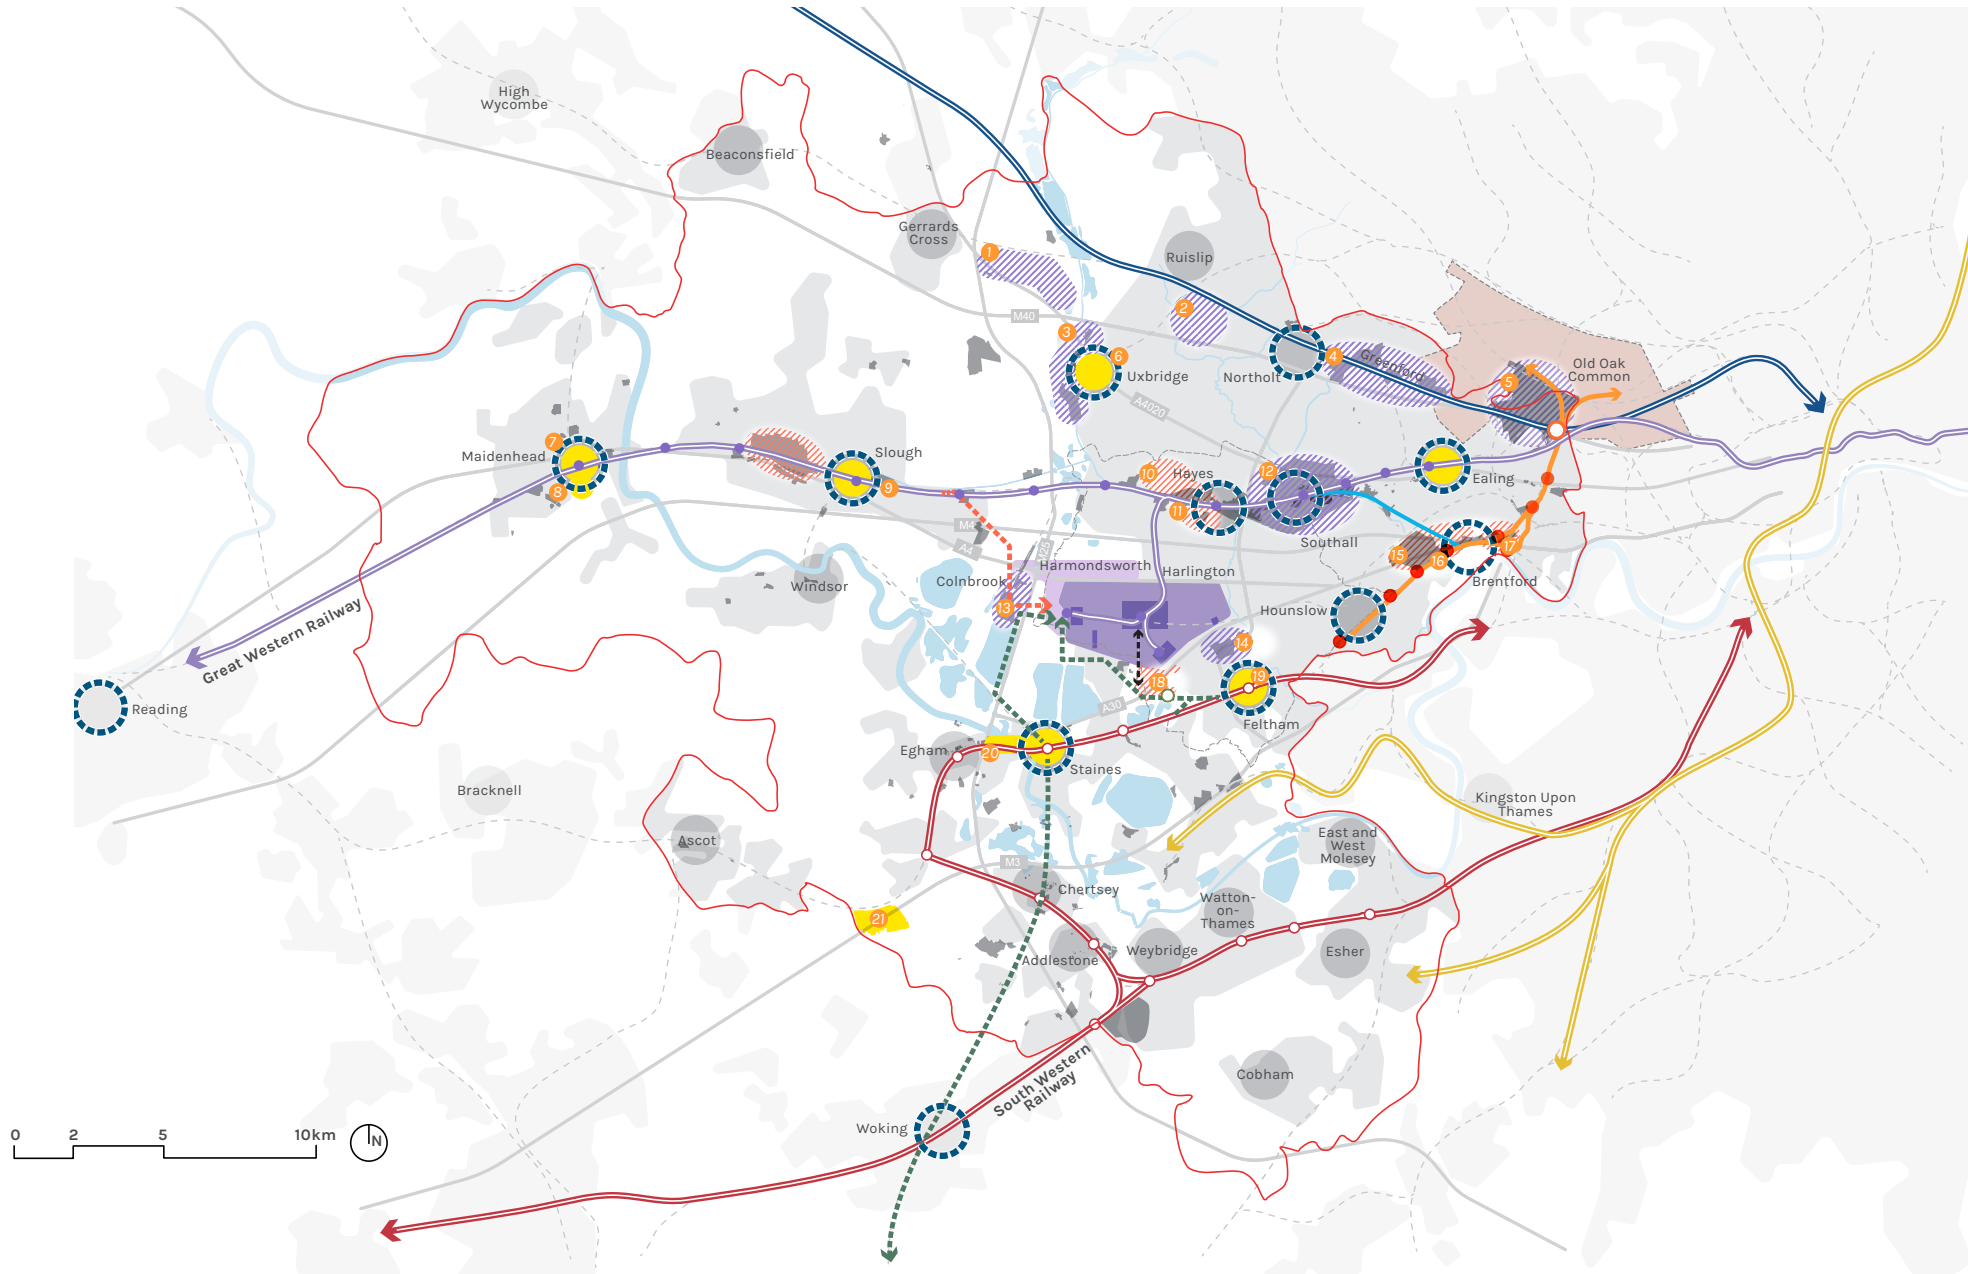 High
Wycombe
Beaconsfield
Gerrards
Cross
1
Ruislip
2
M40
3
6
Uxbridge
Northolt
4
Greenford
5
Old Oak
Common
A4020
7
Maidenhead
8
Slough
9
10
Hayes
11
12
Ealing
Southall
M4
A4
M25
15
16
17
Brentford
Windsor
Colnbrook
13
Harmondsworth
Harlington
Hounslow
14
Great Western Railway
Reading
18
19
Feltham
A30
Egham
20
Staines
Bracknell
Kingston Upon
Thames
Ascot
East and
West
Molesey
M3
Chertsey
21
Watton-
on-
Thames
Addlestone
Weybridge
Esher
South Western
Railway
Cobham
Woking
0
2
5
10km
N